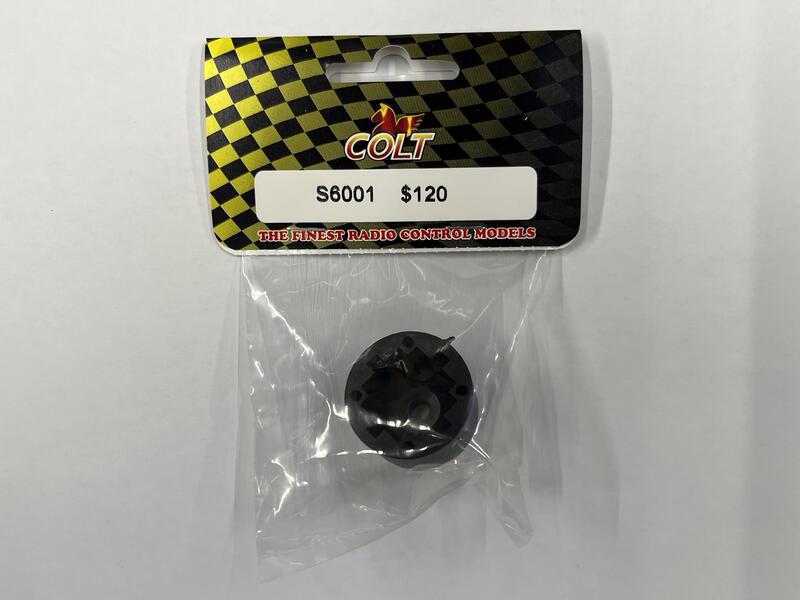 COLT
S6001 $120
THE FINEST RADIO CONTROL MODELS